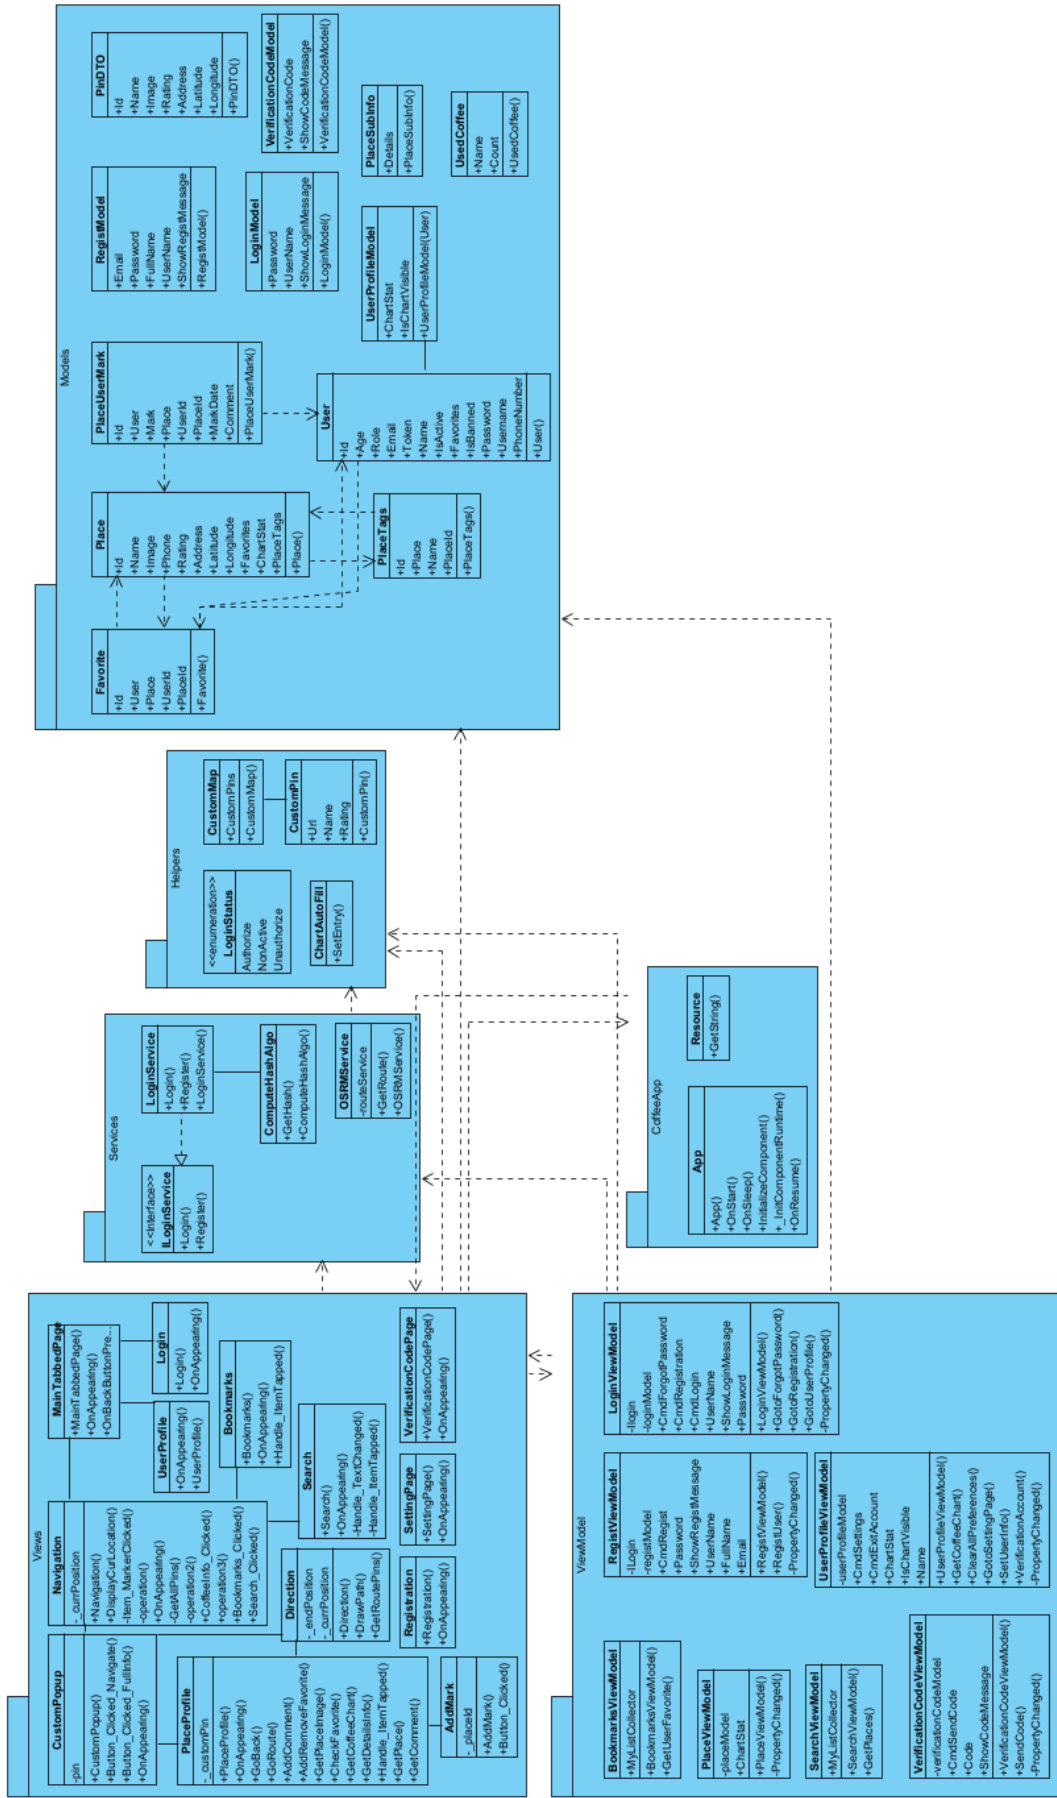 Views
CustomPopup
-pin
+CustomPopup()
+Button_Clicked_Navigate()
+Button_Clicked_FullInfo()
+OnAppearing()
Navigation
-_currPosition
+Navigation()
+DisplayCurLocation()
-Item_MarkerClicked()
-operation()
+OnAppearing()
-GetAllPins()
-operation2()
+CoffeeInfo_Clicked()
+operation3()
+Bookmarks_Clicked()
+Search_Clicked()
MainTabbedPage
+MainTabbedPage()
+OnAppearing()
+OnBackButtonPre...
UserProfile
+OnAppearing()
+UserProfile()
Login
+Login()
+OnAppearing()
Bookmarks
+Bookmarks()
+OnAppearing()
+Handle_ItemTapped()
PlaceProfile
-_customPin
+PlaceProfile()
+OnAppearing()
+GoBack()
+GoRoute()
+AddComment()
+AddRemoveFavorite()
+GetPlaceImage()
+CheckFavorite()
+GetCoffeeChart()
+GetDetailsInfo()
+Handle_ItemTapped()
+GetPlace()
+GetComment()
Direction
-_endPosition
-_currPosition
+Direction()
+DrawPath()
+GetRoutePins()
Search
+Search()
+OnAppearing()
-Handle_TextChanged()
-Handle_ItemTapped()
AddMark
-_placeId
+AddMark()
+Button_Clicked()
Registration
+Registration()
+OnAppearing()
SettingPage
+SettingPage()
+OnAppearing()
VerificationCodePage
+VerificationCodePage()
+OnAppearing()
Services
<<Interface>>
ILoginService
+Login()
+Register()
LoginService
+Login()
+Register()
+LoginService()
ComputeHashAlgo
+GetHash()
+ComputeHashAlgo()
OSRMService
-routeService
+GetRoute()
+OSRMService()
Helpers
<<enumeration>>
LoginStatus
Authorize
NonActive
Unauthorize
CustomMap
+CustomPins
+CustomMap()
ChartAutoFill
+SetEntry()
CustomPin
+Url
+Name
+Rating
+CustomPin()
Models
Favorite
+Id
+User
+Place
+UserId
+PlaceId
+Favorite()
Place
+Id
+Name
+Image
+Phone
+Rating
+Address
+Latitude
+Longitude
+Favorites
+ChartStat
+PlaceTags
+Place()
PlaceUserMark
+Id
+User
+Mark
+Place
+UserId
+PlaceId
+MarkDate
+Comment
+PlaceUserMark()
RegistModel
+Email
+Password
+FullName
+UserName
+ShowRegistMessage
+RegistModel()
PinDTO
+Id
+Name
+Image
+Rating
+Address
+Latitude
+Longitude
+PinDTO()
LoginModel
+Password
+UserName
+ShowLoginMessage
+LoginModel()
VerificationCodeModel
+VerificationCode
+ShowCodeMessage
+VerificationCodeModel()
PlaceTags
+Id
+Place
+Name
+PlaceId
+PlaceTags()
User
+Id
+Age
+Role
+Email
+Token
+Name
+IsActive
+Favorites
+IsBanned
+Password
+Username
+PhoneNumber
+User()
UserProfileModel
+ChartStat
+IsChartVisible
+UserProfileModel(User)
PlaceSubInfo
+Details
+PlaceSubInfo()
UsedCoffee
+Name
+Count
+UsedCoffee()
CoffeeApp
App
+App()
+OnStart()
+OnSleep()
+InitializeComponent()
+_InitComponentRuntime()
+OnResume()
Resource
+GetString()
ViewModel
BookmarksViewModel
+MyListCollector
+BookmarksViewModel()
+GetUserFavorite()
RegistViewModel
-ILogin
-registModel
+CmdRegist
+Password
+ShowRegistMessage
+UserName
+FullName
+Email
+RegistViewModel()
+RegistUser()
-PropertyChanged()
LoginViewModel
-Ilogin
-loginModel
+CmdForgotPassword
+CmdRegistration
+CmdLogin
+UserName
+ShowLoginMessage
+Password
+LoginViewModel()
+GotoForgotPassword()
+GotoRegistration()
+GotoUserProfile()
-PropertyChanged()
PlaceViewModel
-placeModel
+ChartStat
+PlaceViewModel()
-PropertyChanged()
SearchViewModel
+MyListCollector
+SearchViewModel()
+GetPlaces()
UserProfileViewModel
-userProfileModel
+CmdSettings
+CmdExitAccount
+ChartStat
+IsChartVisible
+Name
+UserProfileViewModel()
+GetCoffeeChart()
+ClearAllPreferences()
+GotoSettingPage()
+SetUserInfo()
+VerificationAccount()
-PropertyChanged()
VerificationCodeViewModel
-verificationCodeModel
+CmdSendCode
+Code
+ShowCodeMessage
+VerificationCodeViewModel()
+SendCode()
-PropertyChanged()